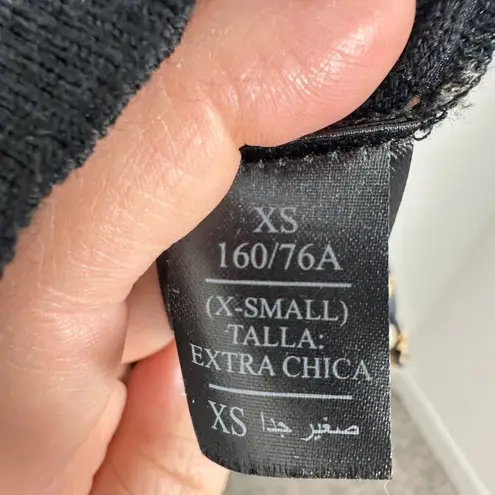 XS
160/76A
(X-SMALL)
TALLA:
EXTRA CHICA
XS صغير جدا